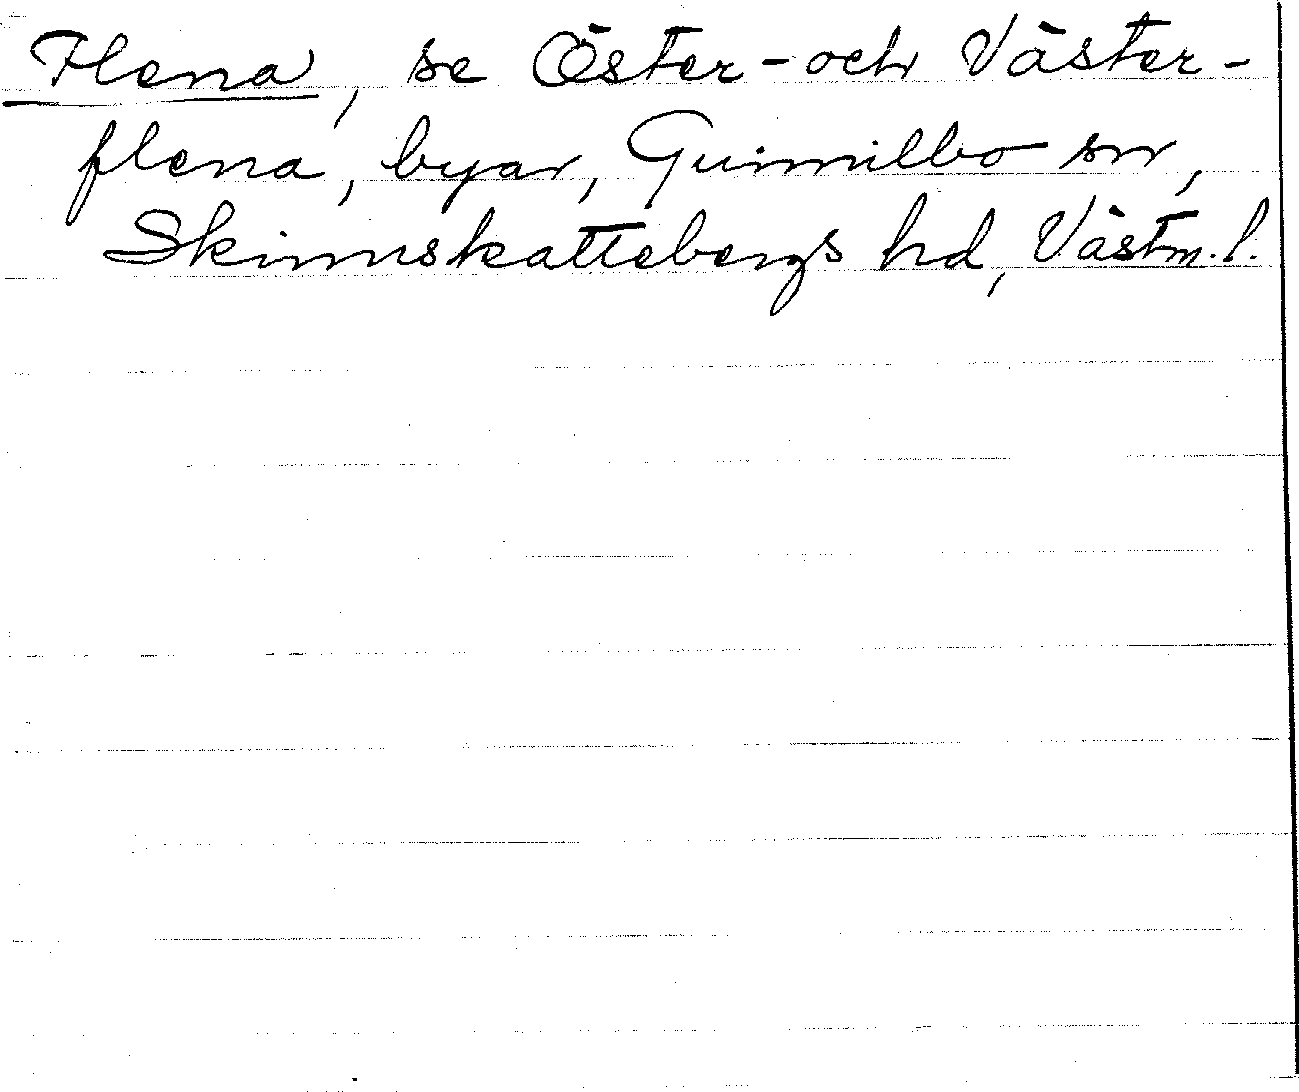 Flena, se Öster- och Väster-
flena, byar, Gunnilbo sn,
Skinnskattebergs hd, Västm. l.